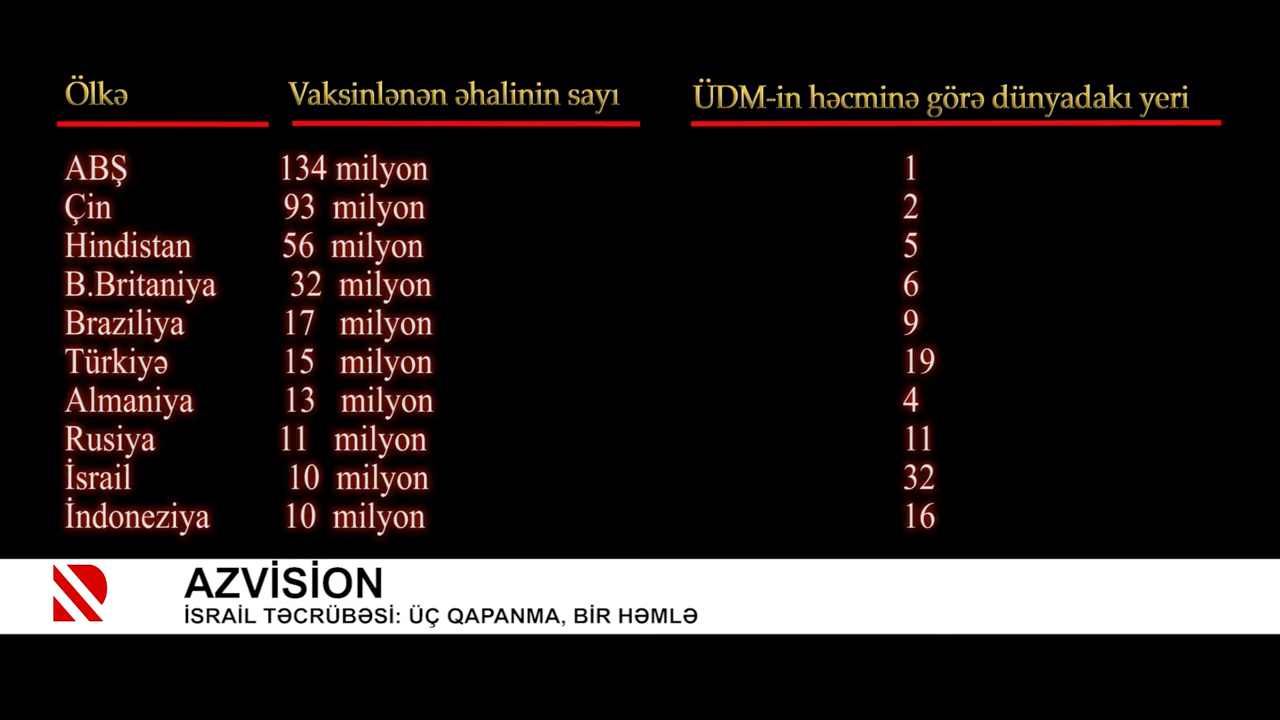 Ölkə Vaksinlənən əhalinin sayı ÜDM-in həcminə görə dünyadakı yeri
ABŞ 134 milyon 1
Çin 93 milyon 2
Hindistan 56 milyon 5
B.Britaniya 32 milyon 6
Braziliya 17 milyon 9
Türkiyə 15 milyon 19
Almaniya 13 milyon 4
Rusiya 11 milyon 11
İsrail 10 milyon 32
İndoneziya 10 milyon 16
AZVİSİON
İSRAİL TƏCRÜBƏSİ: ÜÇ QAPANMA, BİR HƏMLƏ